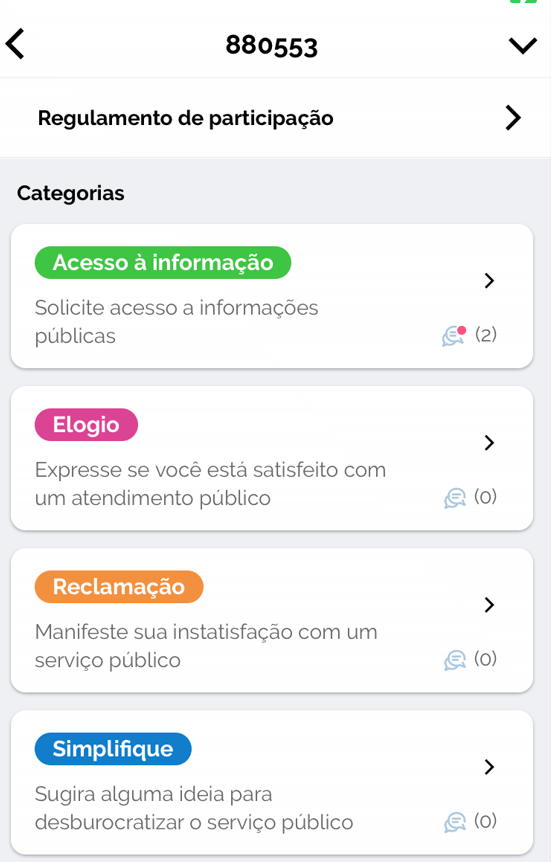 880553
Regulamento de participação
Categorias
Acesso à informação
Solicite acesso a informações
públicas
(2)
Elogio
Expresse se você está satisfeito com
um atendimento público
(0)
Reclamação
Manifeste sua instatisfação com um
serviço público
(0)
Simplifique
Sugira alguma ideia para
desburocratizar o serviço público
(0)